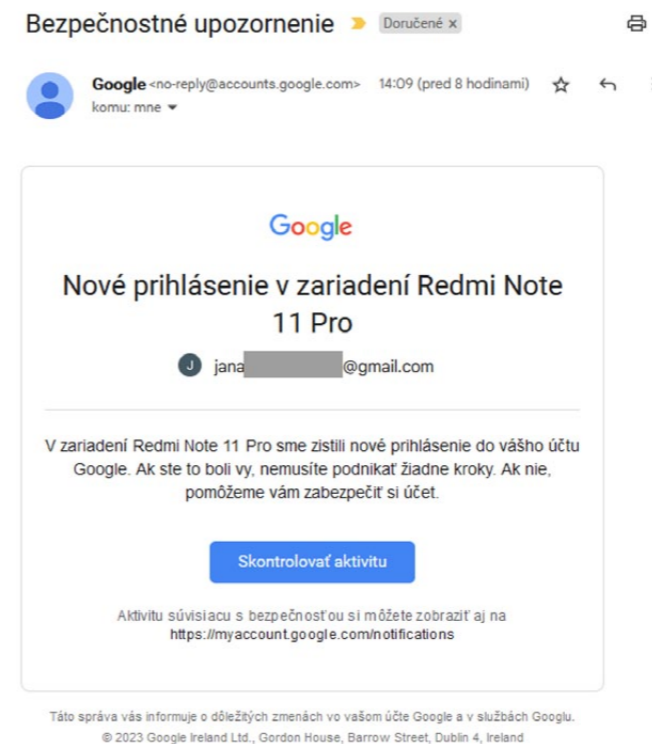 Bezpečnostné upozornenie Doručené x
Google <no-reply@accounts.google.com> 14:09 (pred 8 hodinami)
komu: mne
Google
Nové prihlásenie v zariadení Redmi Note
11 Pro
J jana @gmail.com
V zariadení Redmi Note 11 Pro sme zistili nové prihlásenie do vášho účtu
Google. Ak ste to boli vy, nemusíte podnikať žiadne kroky. Ak nie,
pomôžeme vám zabezpečiť si účet.
Skontrolovať aktivitu
Aktivitu súvisiacu s bezpečnosťou si môžete zobraziť aj na
https://myaccount.google.com/notifications
Táto správa vás informuje o dôležitých zmenách vo vašom účte Google a v službách Googlu.
© 2023 Google Ireland Ltd., Gordon House, Barrow Street, Dublin 4, Ireland